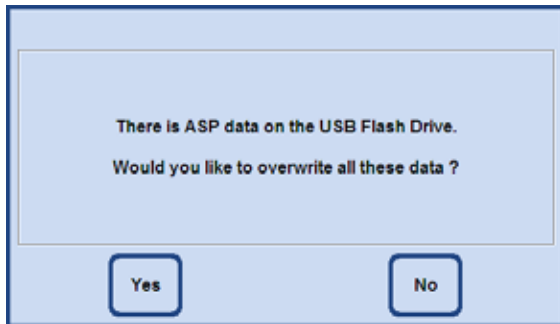 There is ASP data on the USB Flash Drive.
Would you like to overwrite all these data ?
Yes
No